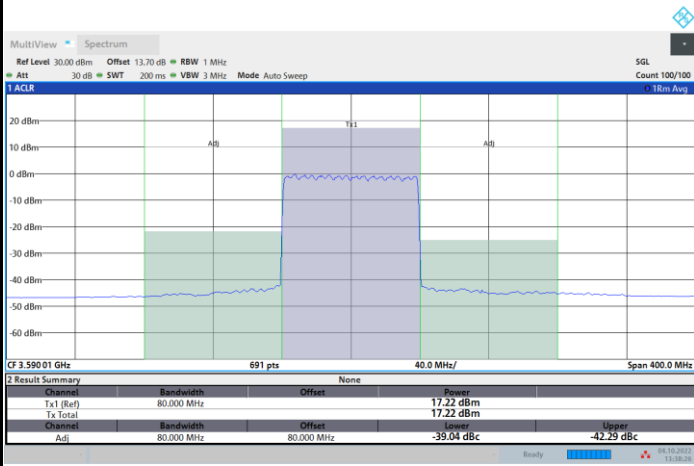 MultiView Spectrum
Ref Level 30.00 dBm Offset 13.70 dB RBW 1 MHz SGL
Att 30 dB SWT 200 ms VBW 3 MHz Mode Auto Sweep Count 100/100
1 ACLR 1Rm Avg
20 dBm
Tx1
10 dBm Adj Adj
0 dBm
-10 dBm
-20 dBm
-30 dBm
-40 dBm
-50 dBm
-60 dBm
CF 3.590 01 GHz 691 pts 40.0 MHz/ Span 400.0 MHz
2 Result Summary None
Channel Bandwidth Offset Power
Tx1 (Ref) 80.000 MHz 17.22 dBm
Tx Total 17.22 dBm
Channel Bandwidth Offset Lower Upper
Adj 80.000 MHz 80.000 MHz -39.04 dBc -42.29 dBc
Ready 04.10.2022